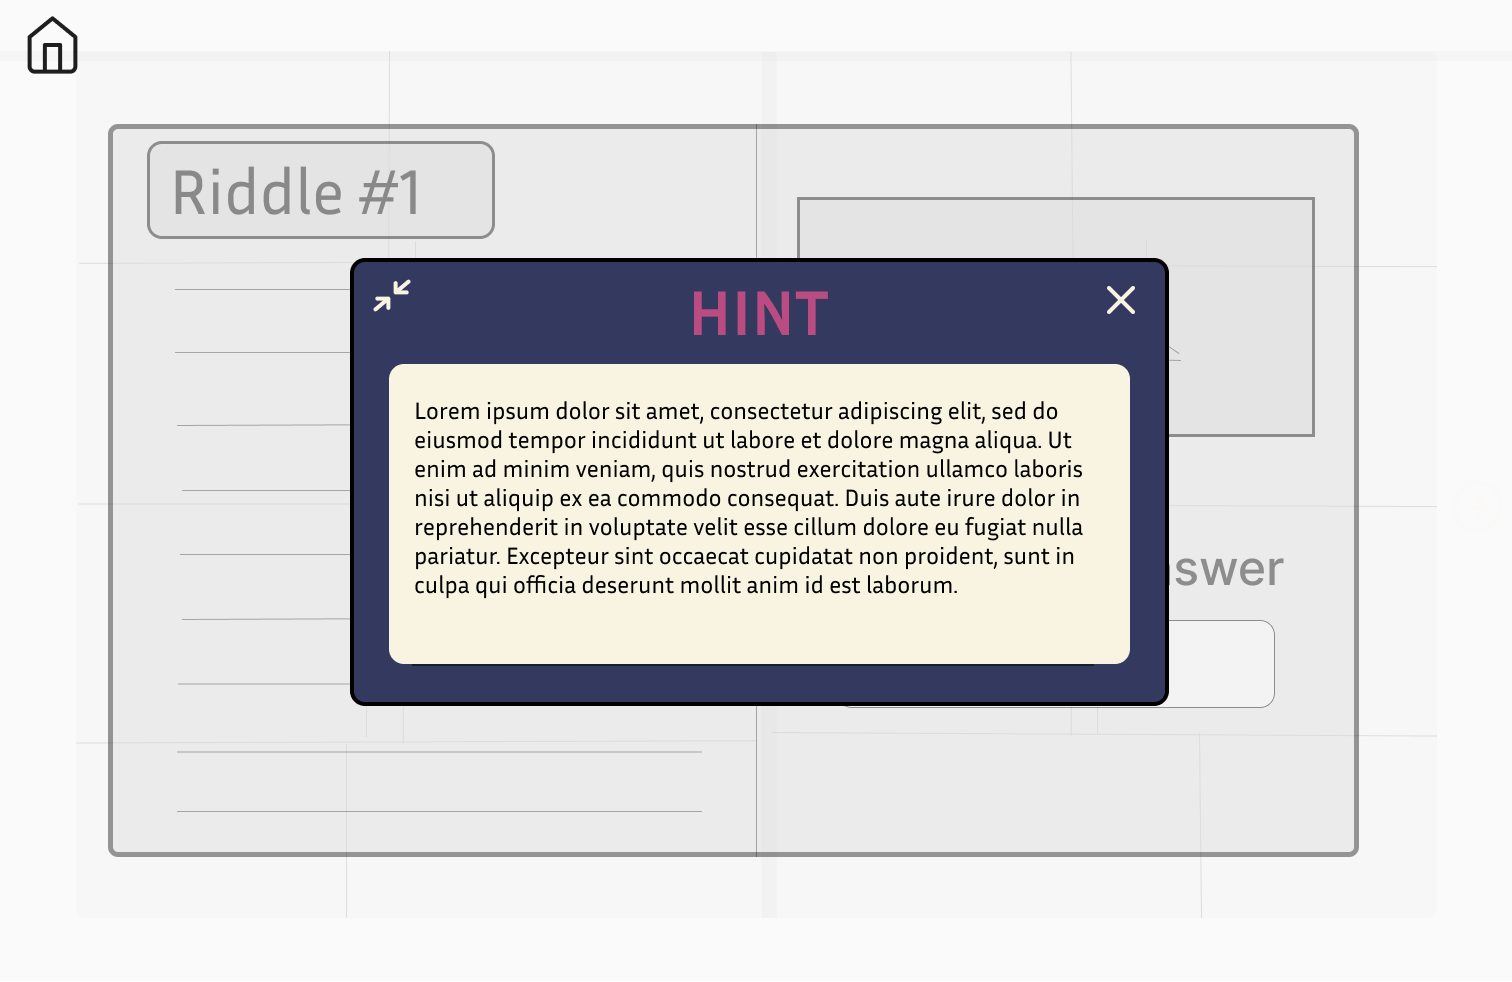 Riddle #1
HINT
Lorem ipsum dolor sit amet, consectetur adipiscing elit, sed do
eiusmod tempor incididunt ut labore et dolore magna aliqua. Ut
enim ad minim veniam, quis nostrud exercitation ullamco laboris
nisi ut aliquip ex ea commodo consequat. Duis aute irure dolor in
reprehenderit in voluptate velit esse cillum dolore eu fugiat nulla
pariatur. Excepteur sint occaecat cupidatat non proident, sunt in
culpa qui officia deserunt mollit anim id est laborum.